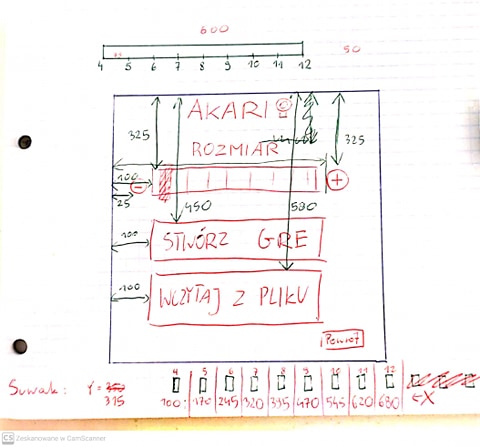 600
50
4 5 6 7 8 9 10 11 12
AKARI
325
325
ROZMIAR
100
- +
25
450
580
100
STWÓRZ GRE
100
WCZYTAJ Z PLIKU
Powrót
4 5 6 7 8 9 10 11 12
Suwak: Y = 315
100 170 245 320 395 470 545 620 680 ←X
CS Zeskanowane w CamScanner